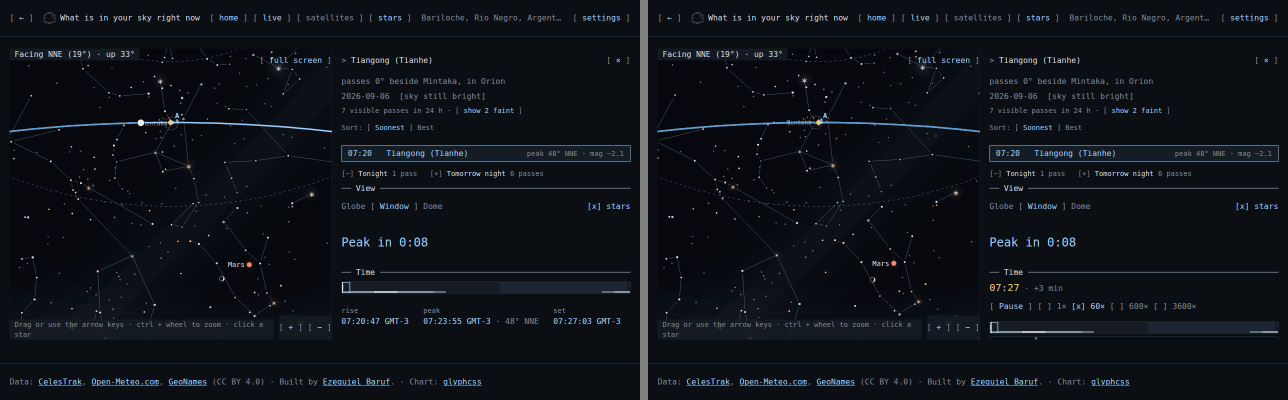 [ ← ] What is in your sky right now [ home ] [ live ] [ satellites ] [ stars ] Bariloche, Rio Negro, Argent… [ settings ]
Facing NNE (19°) · up 33°
[ full screen ]
Mars
Drag or use the arrow keys · ctrl + wheel to zoom · click a star
[ + ] [ − ]
> Tiangong (Tianhe) [ × ]
passes 0° beside Mintaka, in Orion
2026-09-06 [sky still bright]
7 visible passes in 24 h · [ show 2 faint ]
Sort: [ Soonest ] Best
07:20 Tiangong (Tianhe) peak 48° NNE · mag ~2.1
[−] Tonight 1 pass [+] Tomorrow night 6 passes
View
Globe [ Window ] Dome [x] stars
Peak in 0:08
Time
rise peak set
07:20:47 GMT-3 07:23:55 GMT-3 · 48° NNE 07:27:03 GMT-3
Data: CelesTrak, Open-Meteo.com, GeoNames (CC BY 4.0) · Built by Ezequiel Baruf. · Chart: glyphcss
[ ← ] What is in your sky right now [ home ] [ live ] [ satellites ] [ stars ] Bariloche, Rio Negro, Argent… [ settings ]
Facing NNE (19°) · up 33°
[ full screen ]
Mintaka
Mars
Drag or use the arrow keys · ctrl + wheel to zoom · click a star
[ + ] [ − ]
> Tiangong (Tianhe) [ × ]
passes 0° beside Mintaka, in Orion
2026-09-06 [sky still bright]
7 visible passes in 24 h · [ show 2 faint ]
Sort: [ Soonest ] Best
07:20 Tiangong (Tianhe) peak 48° NNE · mag ~2.1
[−] Tonight 1 pass [+] Tomorrow night 6 passes
View
Globe [ Window ] Dome [x] stars
Peak in 0:08
Time
07:27 · +3 min
[ Pause ] [ ] 1× [x] 60× [ ] 600× [ ] 3600×
Data: CelesTrak, Open-Meteo.com, GeoNames (CC BY 4.0) · Built by Ezequiel Baruf. · Chart: glyphcss